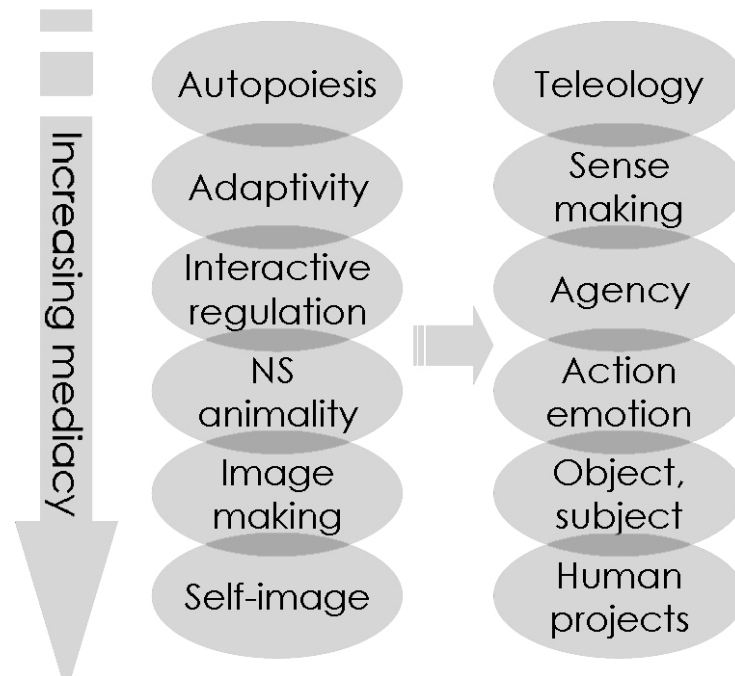 Increasing mediacy
Autopoiesis
Adaptivity
Interactive
regulation
NS
animality
Image
making
Self-image
Teleology
Sense
making
Agency
Action
emotion
Object,
subject
Human
projects